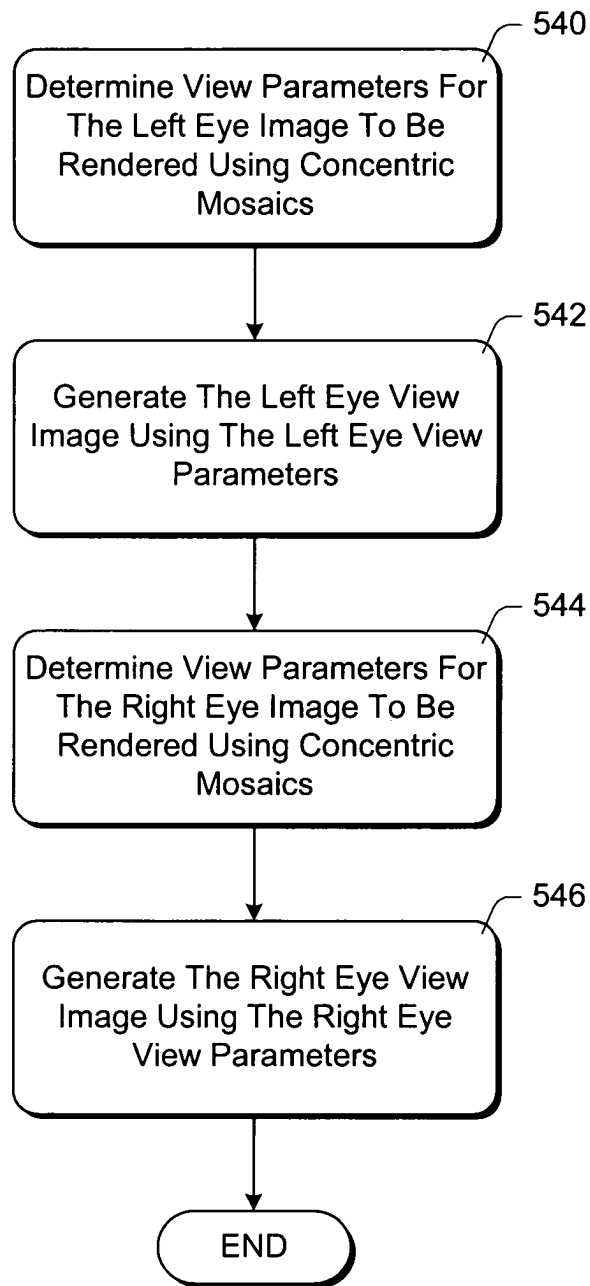 540
Determine View Parameters For
The Left Eye Image To Be
Rendered Using Concentric
Mosaics
542
Generate The Left Eye View
Image Using The Left Eye View
Parameters
544
Determine View Parameters For
The Right Eye Image To Be
Rendered Using Concentric
Mosaics
546
Generate The Right Eye View
Image Using The Right Eye
View Parameters
END